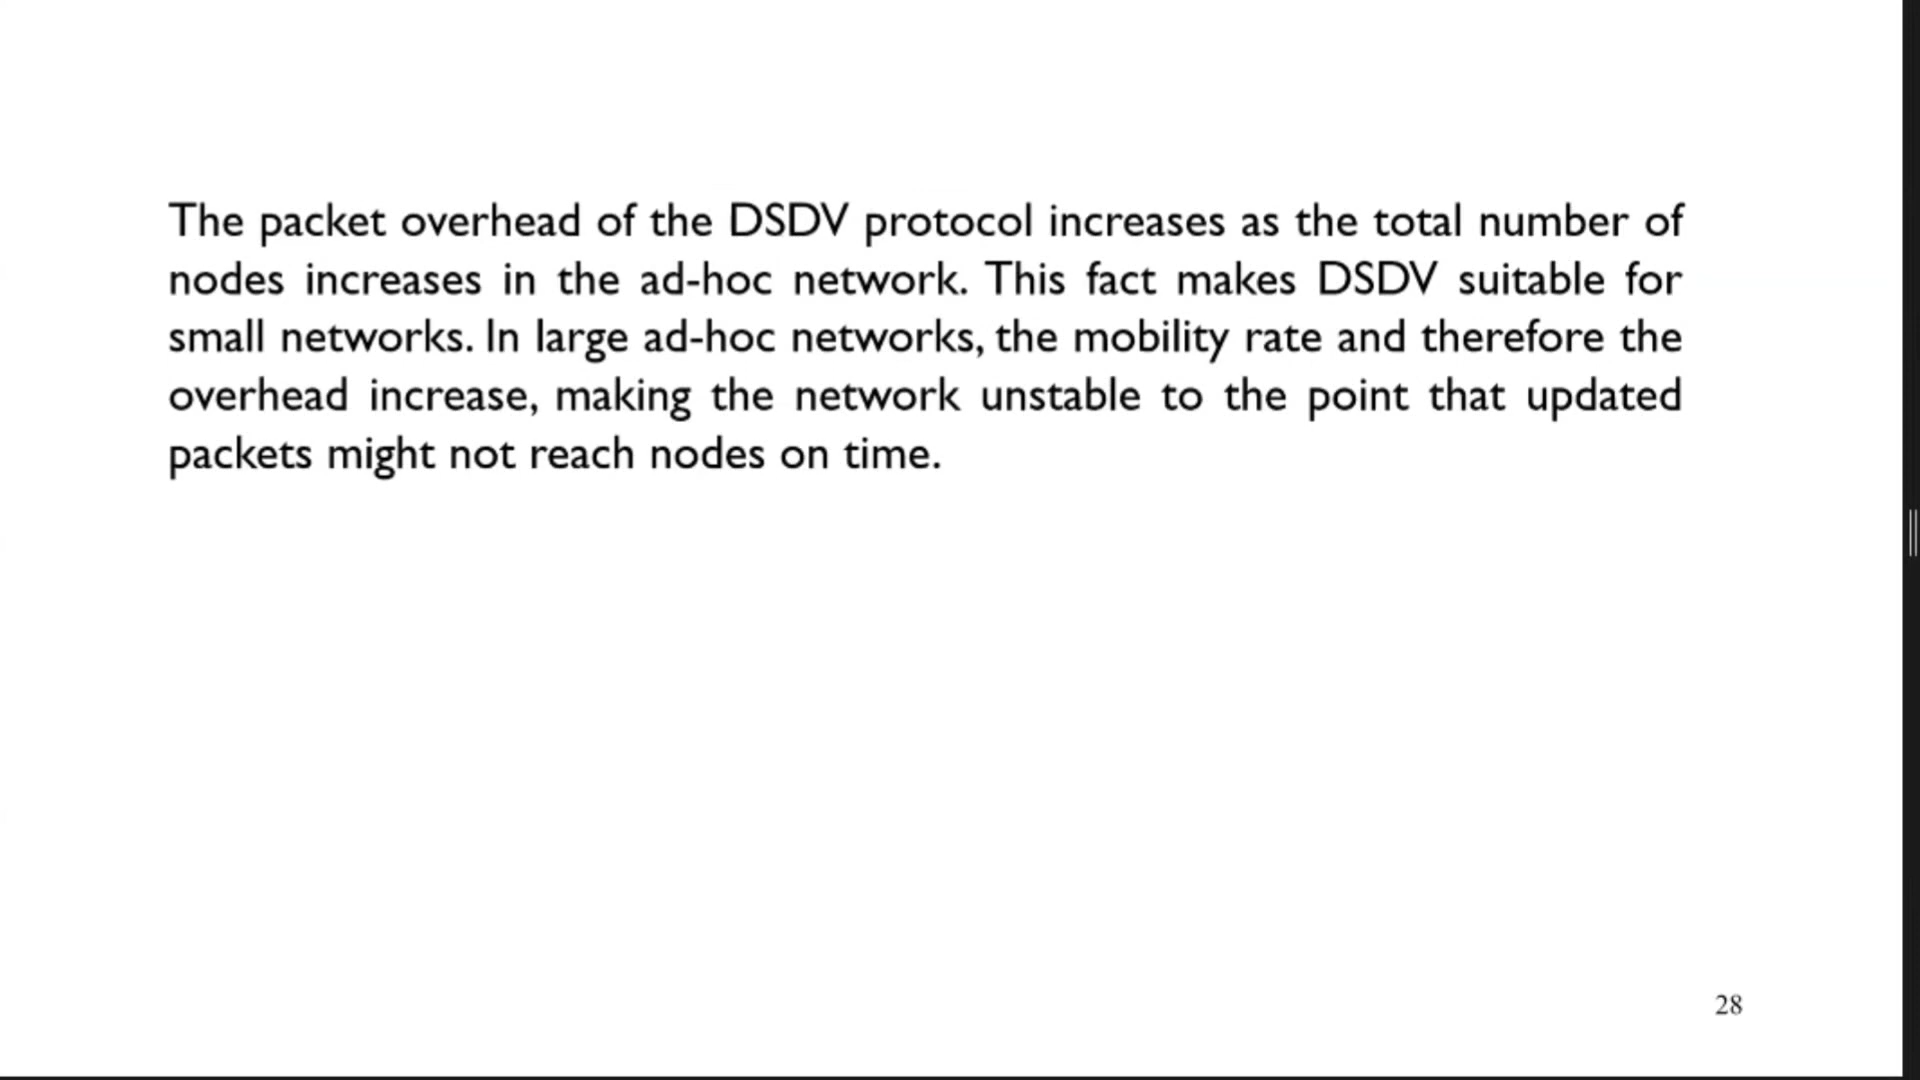 The packet overhead of the DSDV protocol increases as the total number of
nodes increases in the ad-hoc network. This fact makes DSDV suitable for
small networks. In large ad-hoc networks, the mobility rate and therefore the
overhead increase, making the network unstable to the point that updated
packets might not reach nodes on time.
28